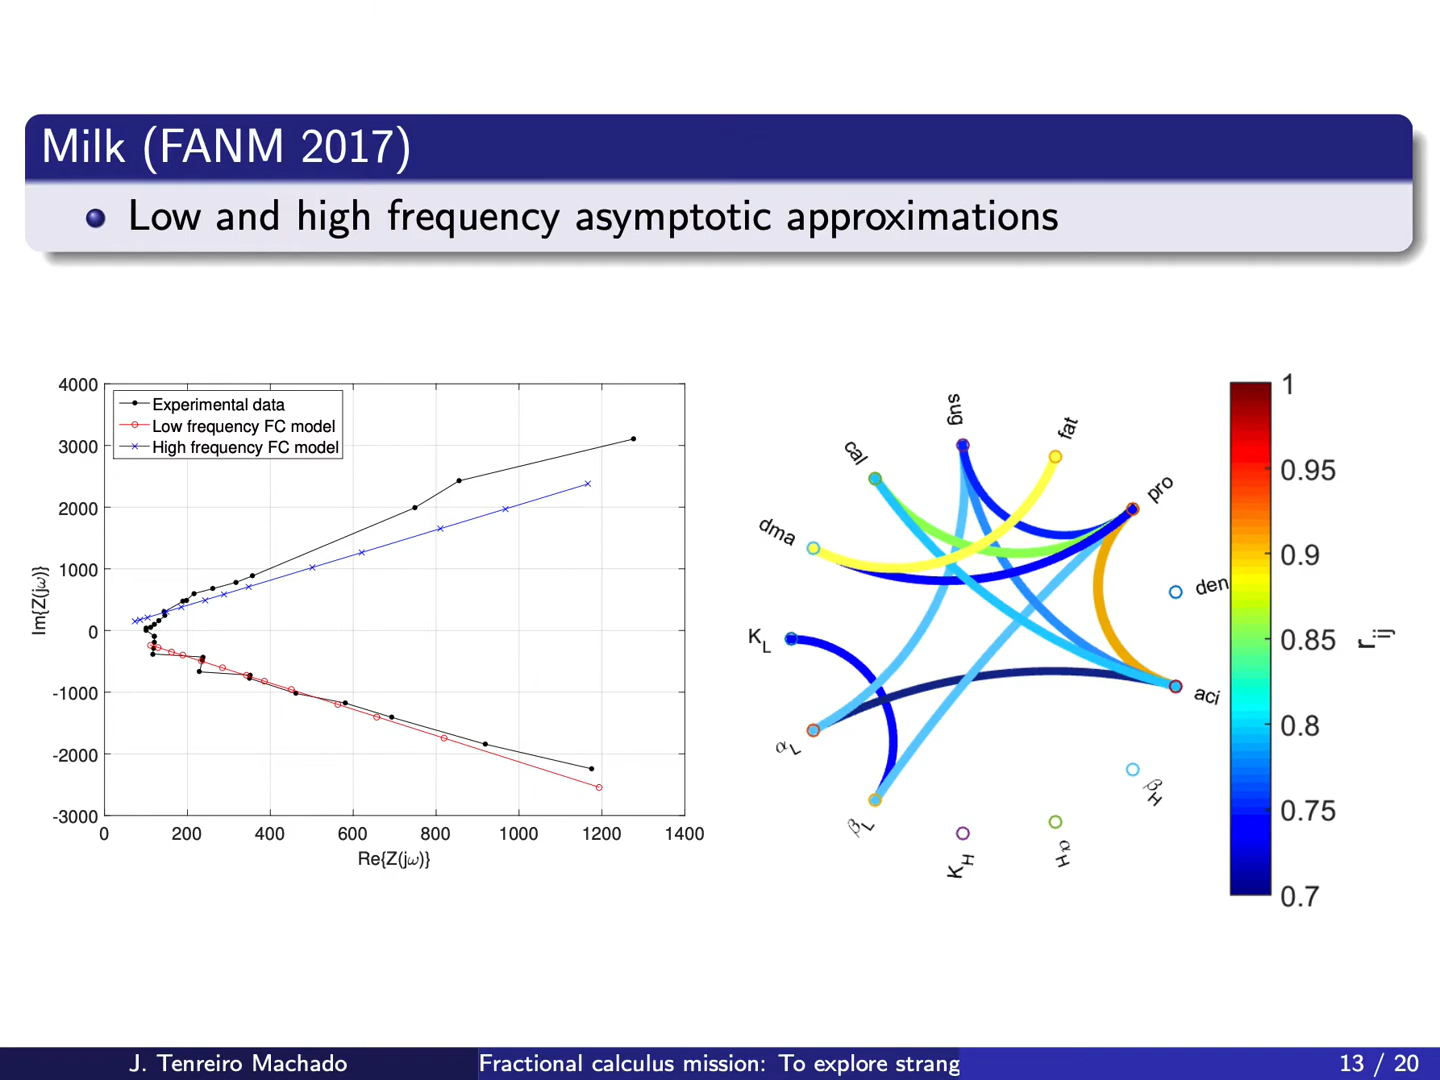 Milk (FANM 2017)
Low and high frequency asymptotic approximations
4000
3000
2000
1000
0
-1000
-2000
-3000
0 200 400 600 800 1000 1200 1400
Im{Z(jω)}
Re{Z(jω)}
Experimental data
Low frequency FC model
High frequency FC model
sug
fat
cal
pro
dma
den
K_L
aci
α_L
β_H
β_L
K_H
α_H
1
0.95
0.9
0.85
0.8
0.75
0.7
r_ij
J. Tenreiro Machado Fractional calculus mission: To explore strang 13 / 20